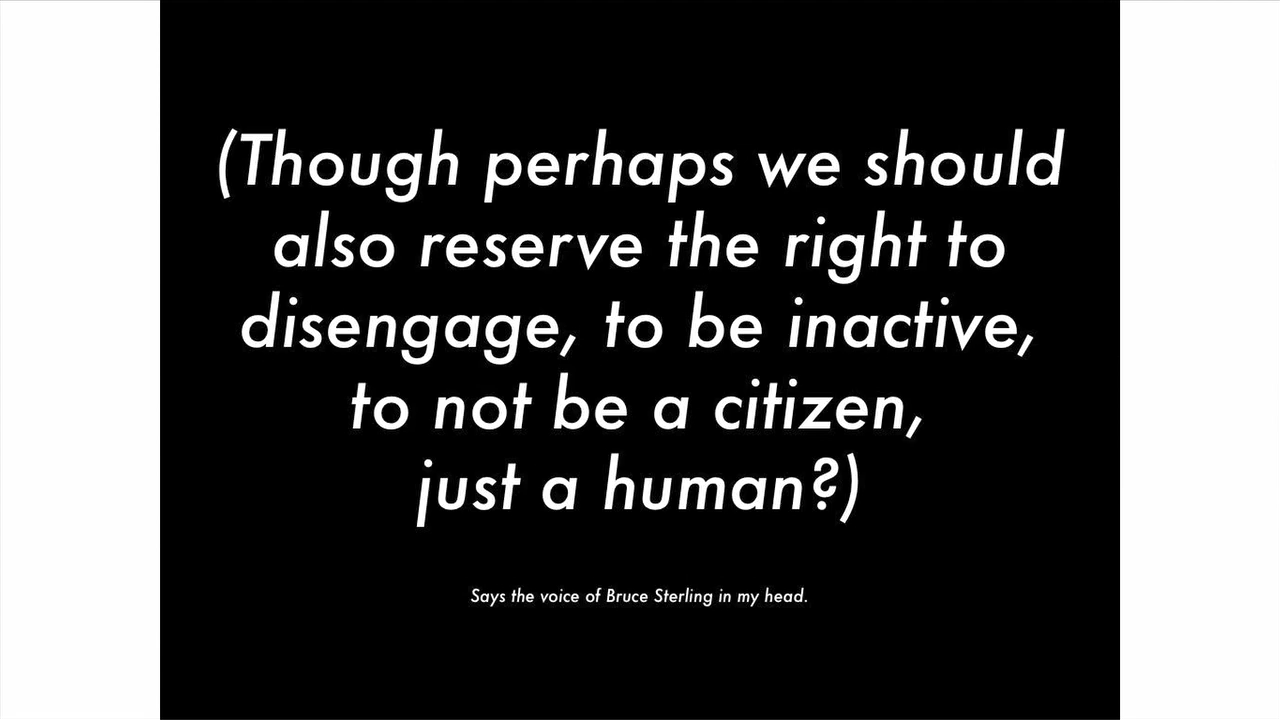 (Though perhaps we should
also reserve the right to
disengage, to be inactive,
to not be a citizen,
just a human?)
Says the voice of Bruce Sterling in my head.